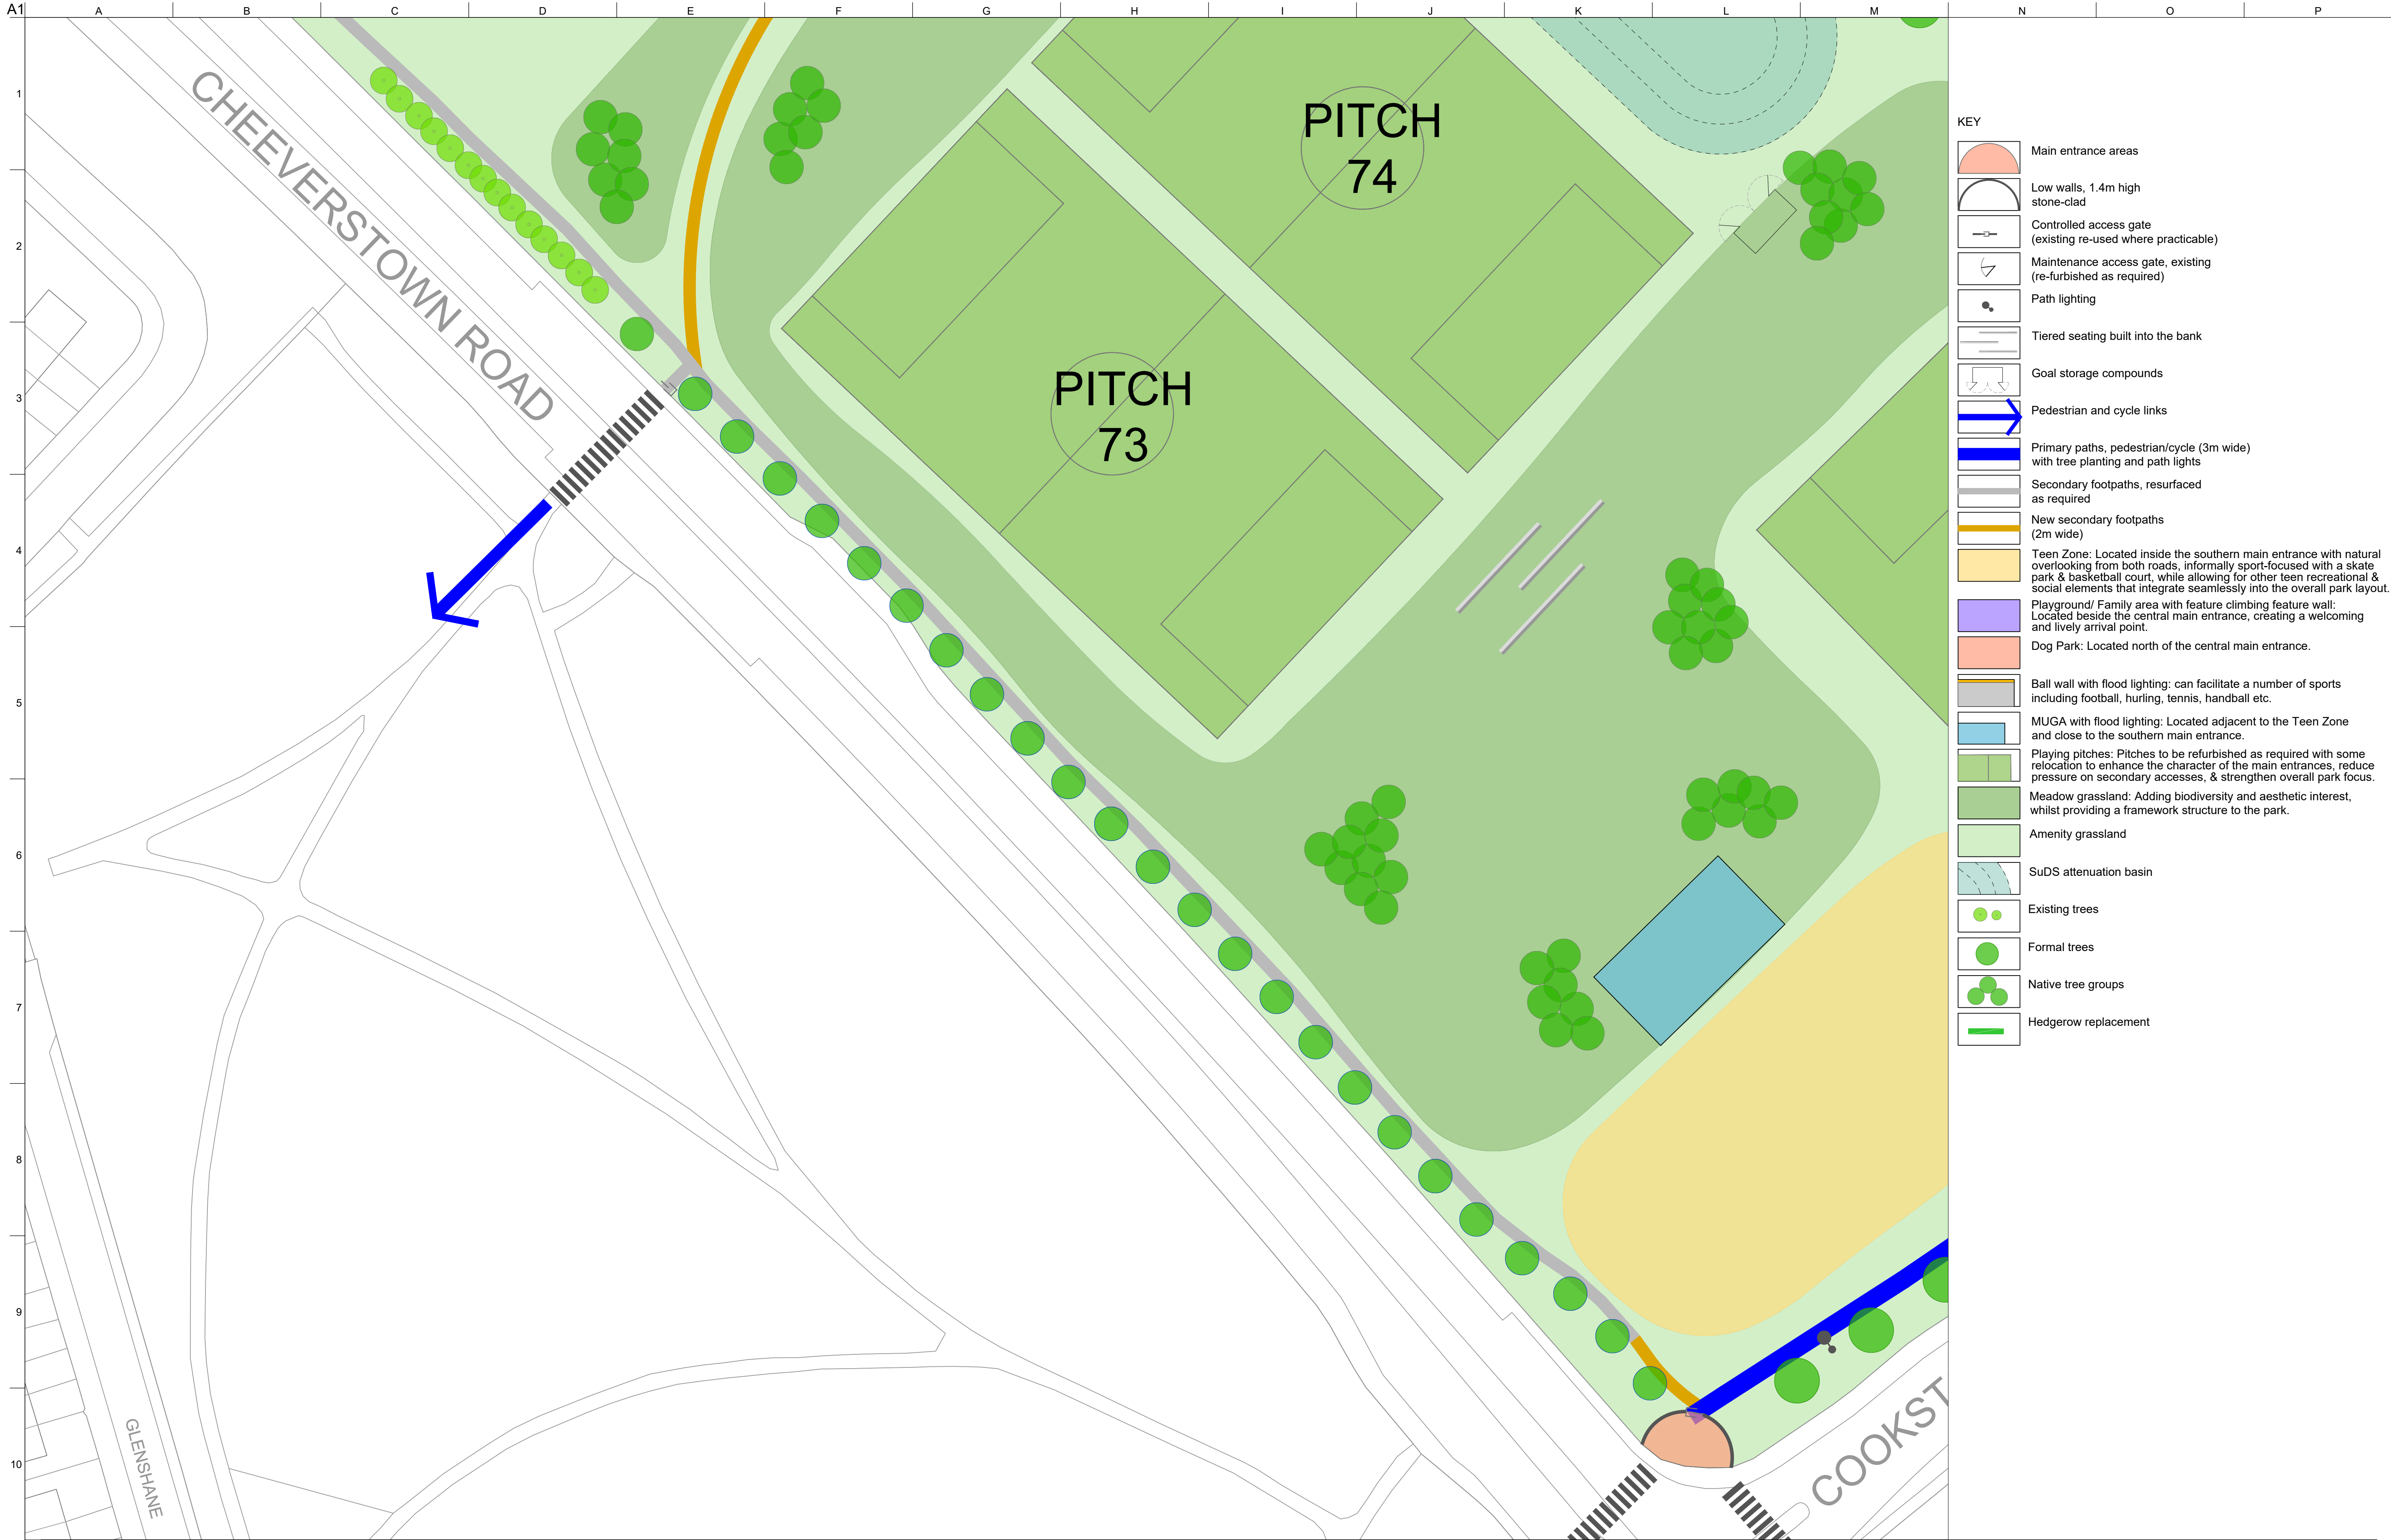 A1
A B C D E F G H I J K L M N O P
1
2
3
4
5
6
7
8
9
10
CHEEVERSTOWN ROAD
PITCH
74
PITCH
73
GLENSHANE
COOKST
KEY
Main entrance areas
Low walls, 1.4m high
stone-clad
Controlled access gate
(existing re-used where practicable)
Maintenance access gate, existing
(re-furbished as required)
Path lighting
Tiered seating built into the bank
Goal storage compounds
Pedestrian and cycle links
Primary paths, pedestrian/cycle (3m wide)
with tree planting and path lights
Secondary footpaths, resurfaced
as required
New secondary footpaths
(2m wide)
Teen Zone: Located inside the southern main entrance with natural
overlooking from both roads, informally sport-focused with a skate
park & basketball court, while allowing for other teen recreational &
social elements that integrate seamlessly into the overall park layout.
Playground/ Family area with feature climbing feature wall:
Located beside the central main entrance, creating a welcoming
and lively arrival point.
Dog Park: Located north of the central main entrance.
Ball wall with flood lighting: can facilitate a number of sports
including football, hurling, tennis, handball etc.
MUGA with flood lighting: Located adjacent to the Teen Zone
and close to the southern main entrance.
Playing pitches: Pitches to be refurbished as required with some
relocation to enhance the character of the main entrances, reduce
pressure on secondary accesses, & strengthen overall park focus.
Meadow grassland: Adding biodiversity and aesthetic interest,
whilst providing a framework structure to the park.
Amenity grassland
SuDS attenuation basin
Existing trees
Formal trees
Native tree groups
Hedgerow replacement